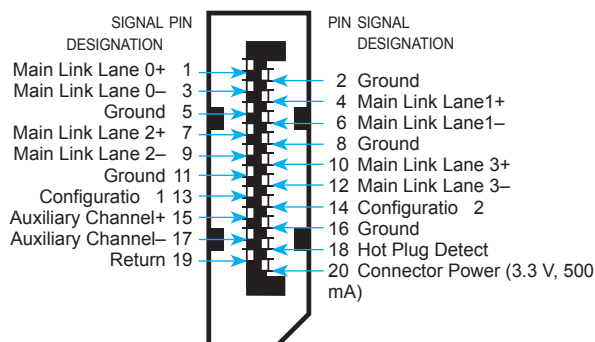 SIGNAL PIN
DESIGNATION
Main Link Lane 0+ 1
Main Link Lane 0– 3
Ground 5
Main Link Lane 2+ 7
Main Link Lane 2– 9
Ground 11
Configuratio 1 13
Auxiliary Channel+ 15
Auxiliary Channel– 17
Return 19
PIN SIGNAL
DESIGNATION
2 Ground
4 Main Link Lane1+
6 Main Link Lane1–
8 Ground
10 Main Link Lane 3+
12 Main Link Lane 3–
14 Configuratio 2
16 Ground
18 Hot Plug Detect
20 Connector Power (3.3 V, 500
mA)